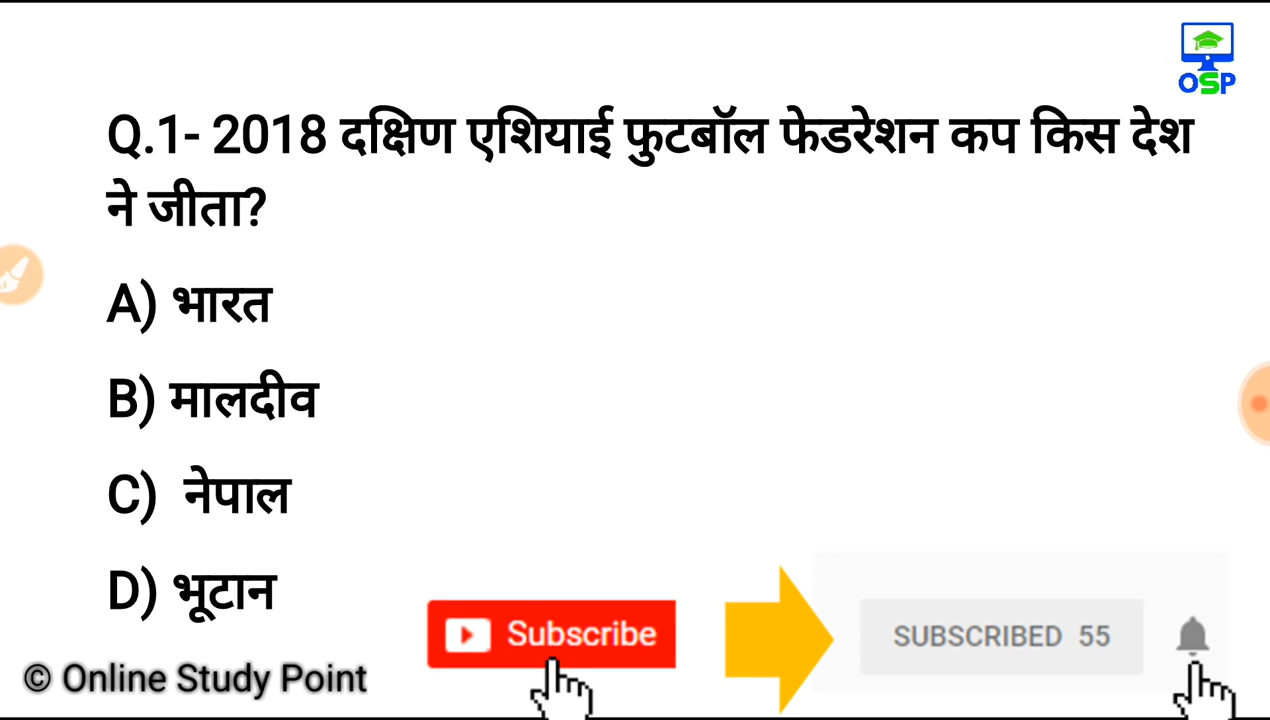 OSP
Q.1- 2018 दक्षिण एशियाई फुटबॉल फेडरेशन कप किस देश
ने जीता?
A) भारत
B) मालदीव
C) नेपाल
D) भूटान
Subscribe
SUBSCRIBED 55
© Online Study Point